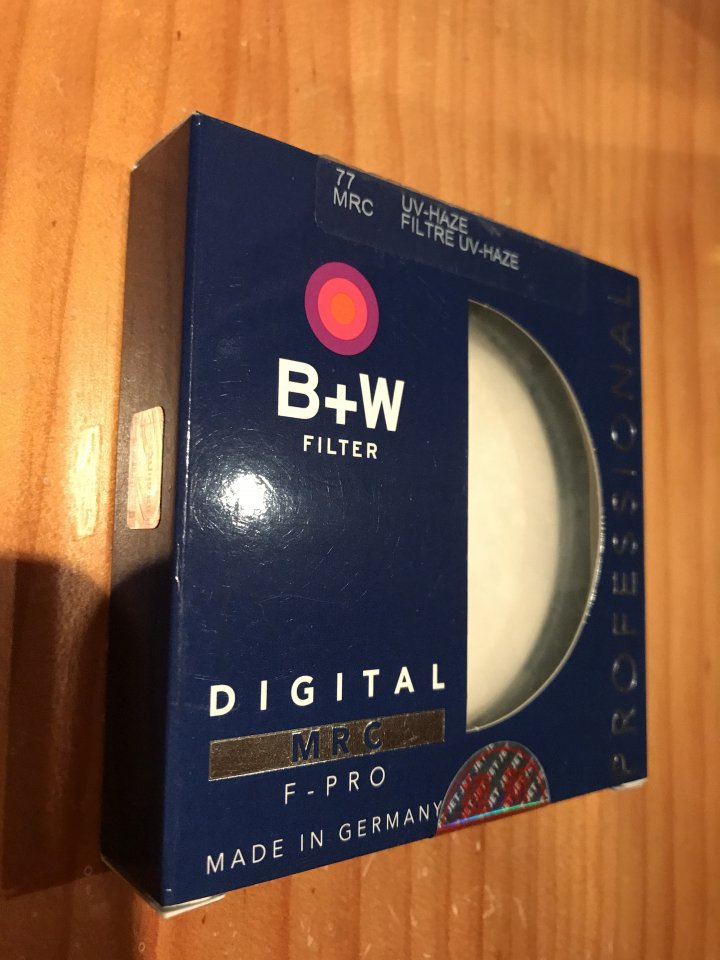 77
MRC
UV-HAZE
FILTRE UV-HAZE
B+W
FILTER
PROFESSIONAL
DIGITAL
MRC
F-PRO
MADE IN GERMANY